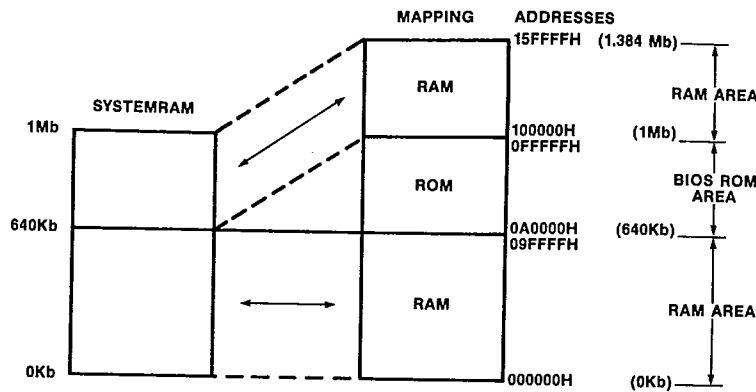 MAPPING ADDRESSES
15FFFFH (1.384 Mb)
SYSTEMRAM
RAM
RAM AREA
1Mb
100000H
0FFFFFH
(1Mb)
ROM
BIOS ROM
AREA
640Kb
0A0000H
09FFFFH
(640Kb)
RAM
RAM AREA
0Kb
000000H
(0Kb)